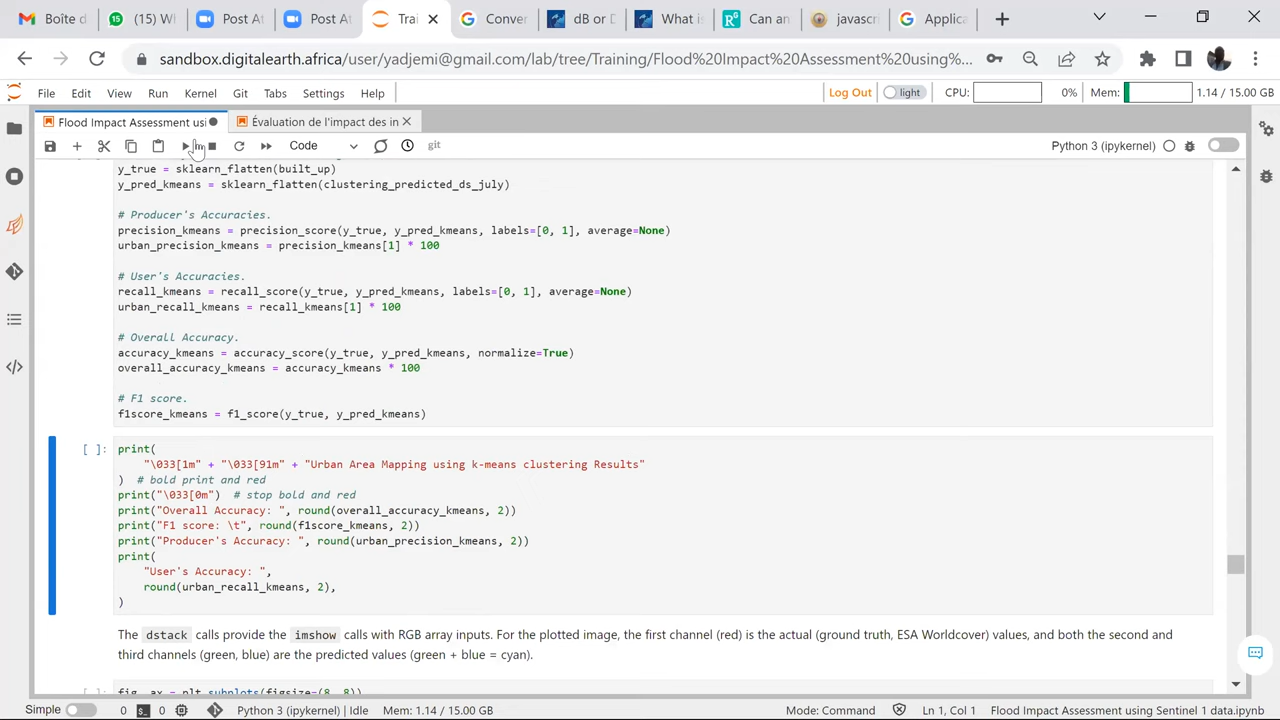 Boîte d
(15) Wh
Post At
Post At
Trai
Conver
dB or D
What is
Can an
javascri
Applica
sandbox.digitalearth.africa/user/yadjemi@gmail.com/lab/tree/Training/Flood%20Impact%20Assessment%20using%...
File Edit View Run Kernel Git Tabs Settings Help
Log Out light CPU: 0% Mem: 1.14 / 15.00 GB
Flood Impact Assessment usi
Évaluation de l'impact des in
Code git Python 3 (ipykernel)
y_true = sklearn_flatten(built_up)
y_pred_kmeans = sklearn_flatten(clustering_predicted_ds_july)
# Producer's Accuracies.
precision_kmeans = precision_score(y_true, y_pred_kmeans, labels=[0, 1], average=None)
urban_precision_kmeans = precision_kmeans[1] * 100
# User's Accuracies.
recall_kmeans = recall_score(y_true, y_pred_kmeans, labels=[0, 1], average=None)
urban_recall_kmeans = recall_kmeans[1] * 100
# Overall Accuracy.
accuracy_kmeans = accuracy_score(y_true, y_pred_kmeans, normalize=True)
overall_accuracy_kmeans = accuracy_kmeans * 100
# F1 score.
f1score_kmeans = f1_score(y_true, y_pred_kmeans)
[ ]: print(
"\033[1m" + "\033[91m" + "Urban Area Mapping using k-means clustering Results"
) # bold print and red
print("\033[0m") # stop bold and red
print("Overall Accuracy: ", round(overall_accuracy_kmeans, 2))
print("F1 score: \t", round(f1score_kmeans, 2))
print("Producer's Accuracy: ", round(urban_precision_kmeans, 2))
print(
"User's Accuracy: ",
round(urban_recall_kmeans, 2),
)
The dstack calls provide the imshow calls with RGB array inputs. For the plotted image, the first channel (red) is the actual (ground truth, ESA Worldcover) values, and both the second and
third channels (green, blue) are the predicted values (green + blue = cyan).
[ ]: fig, ax = plt.subplots(figsize=(8, 8))
Simple 0 0 Python 3 (ipykernel) | Idle Mem: 1.14 / 15.00 GB Mode: Command Ln 1, Col 1 Flood Impact Assessment using Sentinel 1 data.ipynb